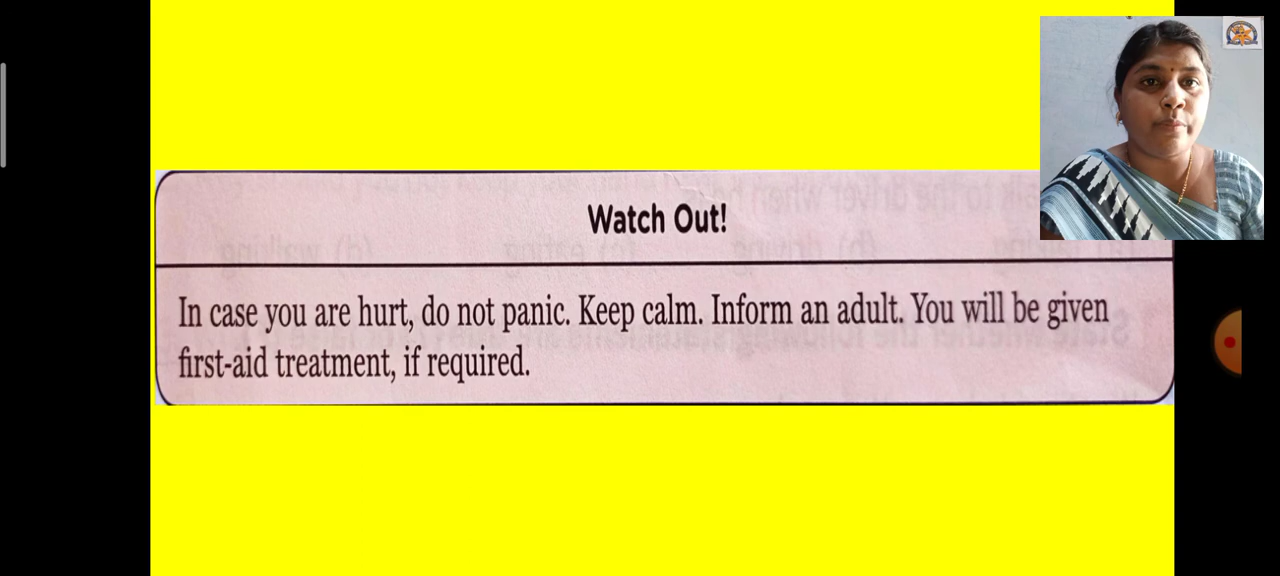 Watch Out!
In case you are hurt, do not panic. Keep calm. Inform an adult. You will be given
first-aid treatment, if required.